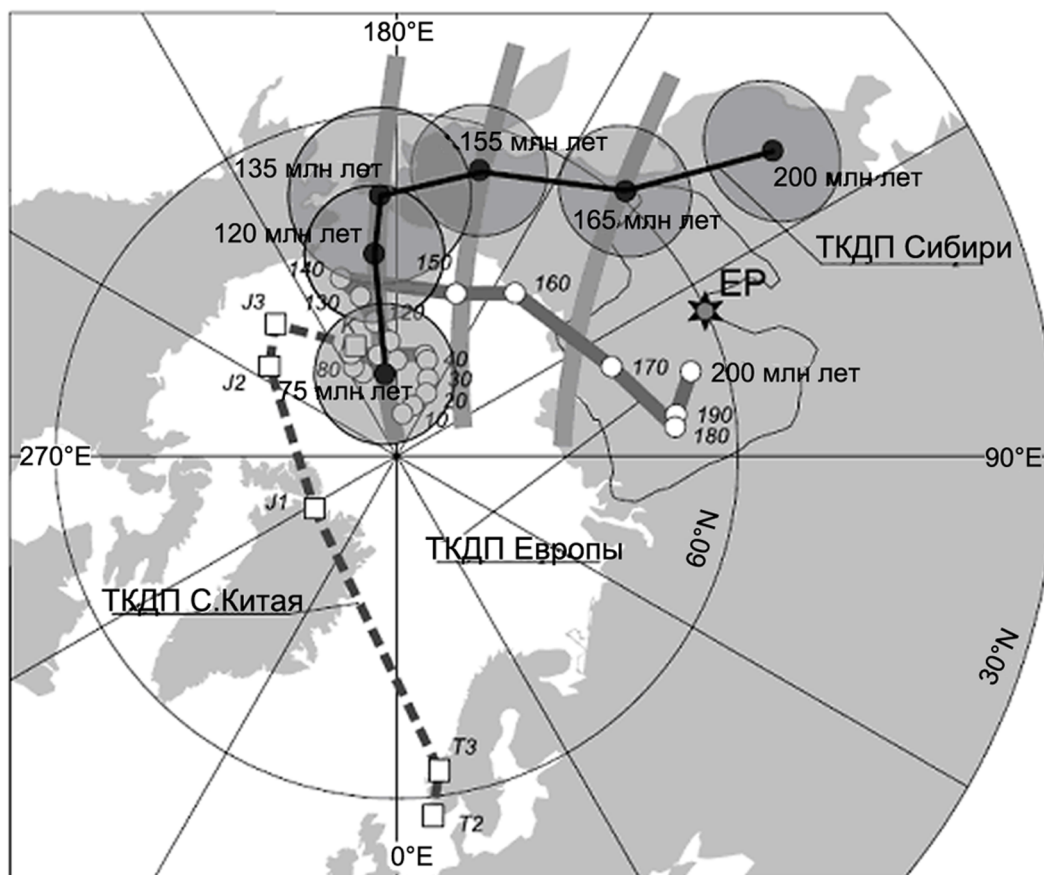 180°E
155 млн лет
135 млн лет
200 млн лет
165 млн лет
120 млн лет
ТКДП Сибири
140
150
160
EP
130
120
J3
K
J2
80
40
170
200 млн лет
75 млн лет
30
20
190
10
180
270°E
90°E
J1
60°N
ТКДП Европы
ТКДП С.Китая
30°N
T3
T2
0°E